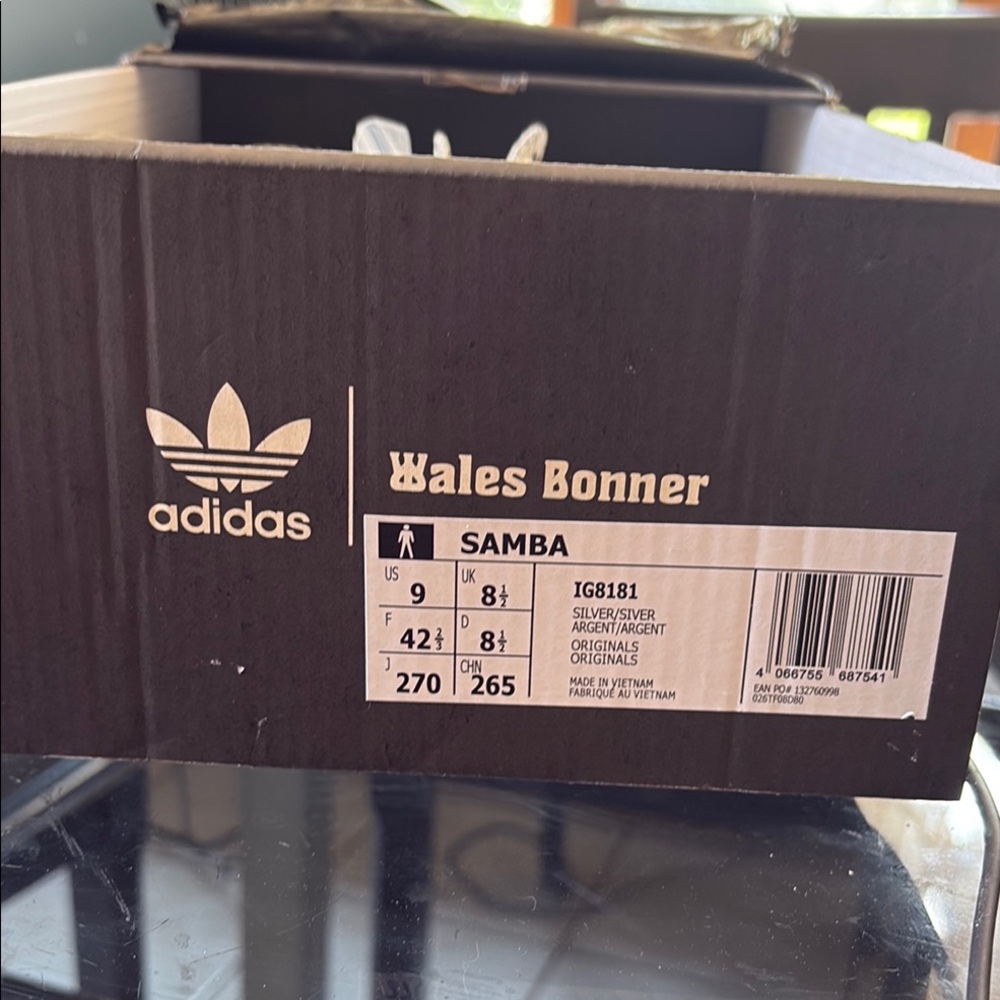 adidas
Wales Bonner
SAMBA
US 9 UK 8½
F 42⅔ D 8½
J 270 CHN 265
IG8181
SILVER/SIVER
ARGENT/ARGENT
ORIGINALS
ORIGINALS
MADE IN VIETNAM
FABRIQUÉ AU VIETNAM
4 066755 687541
EAN PO# 132760998
026TF08D80